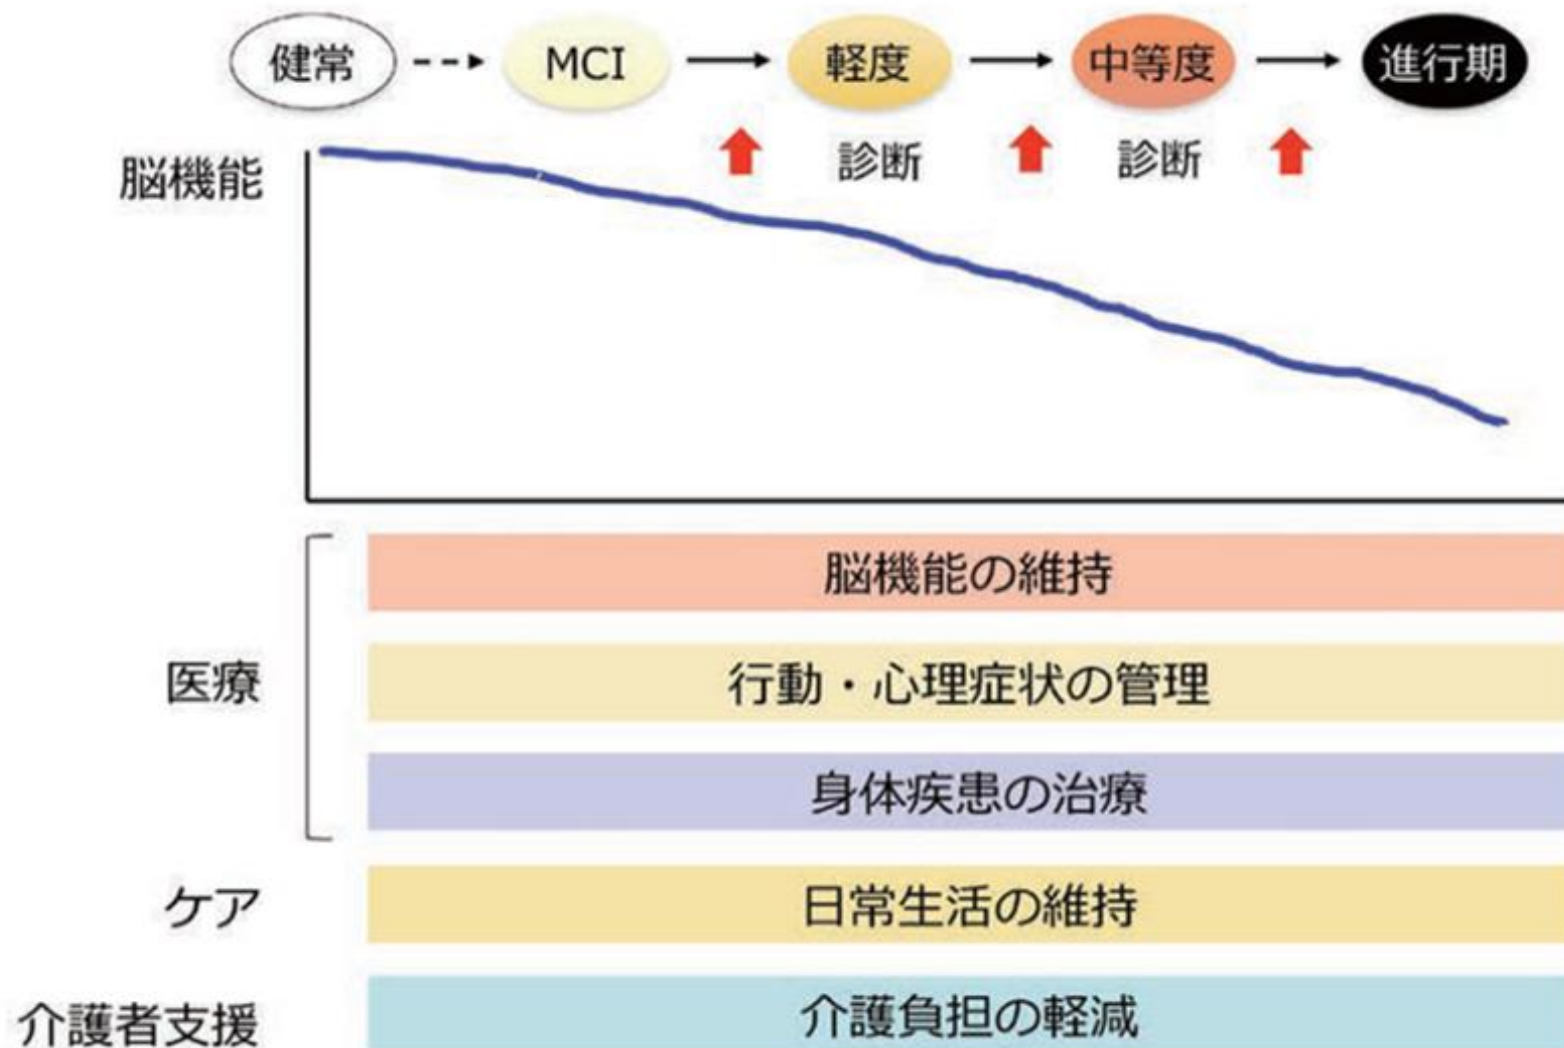 健常 MCI 軽度 中等度 進行期
診断 診断
脳機能
脳機能の維持
医療 行動・心理症状の管理
身体疾患の治療
ケア 日常生活の維持
介護者支援 介護負担の軽減